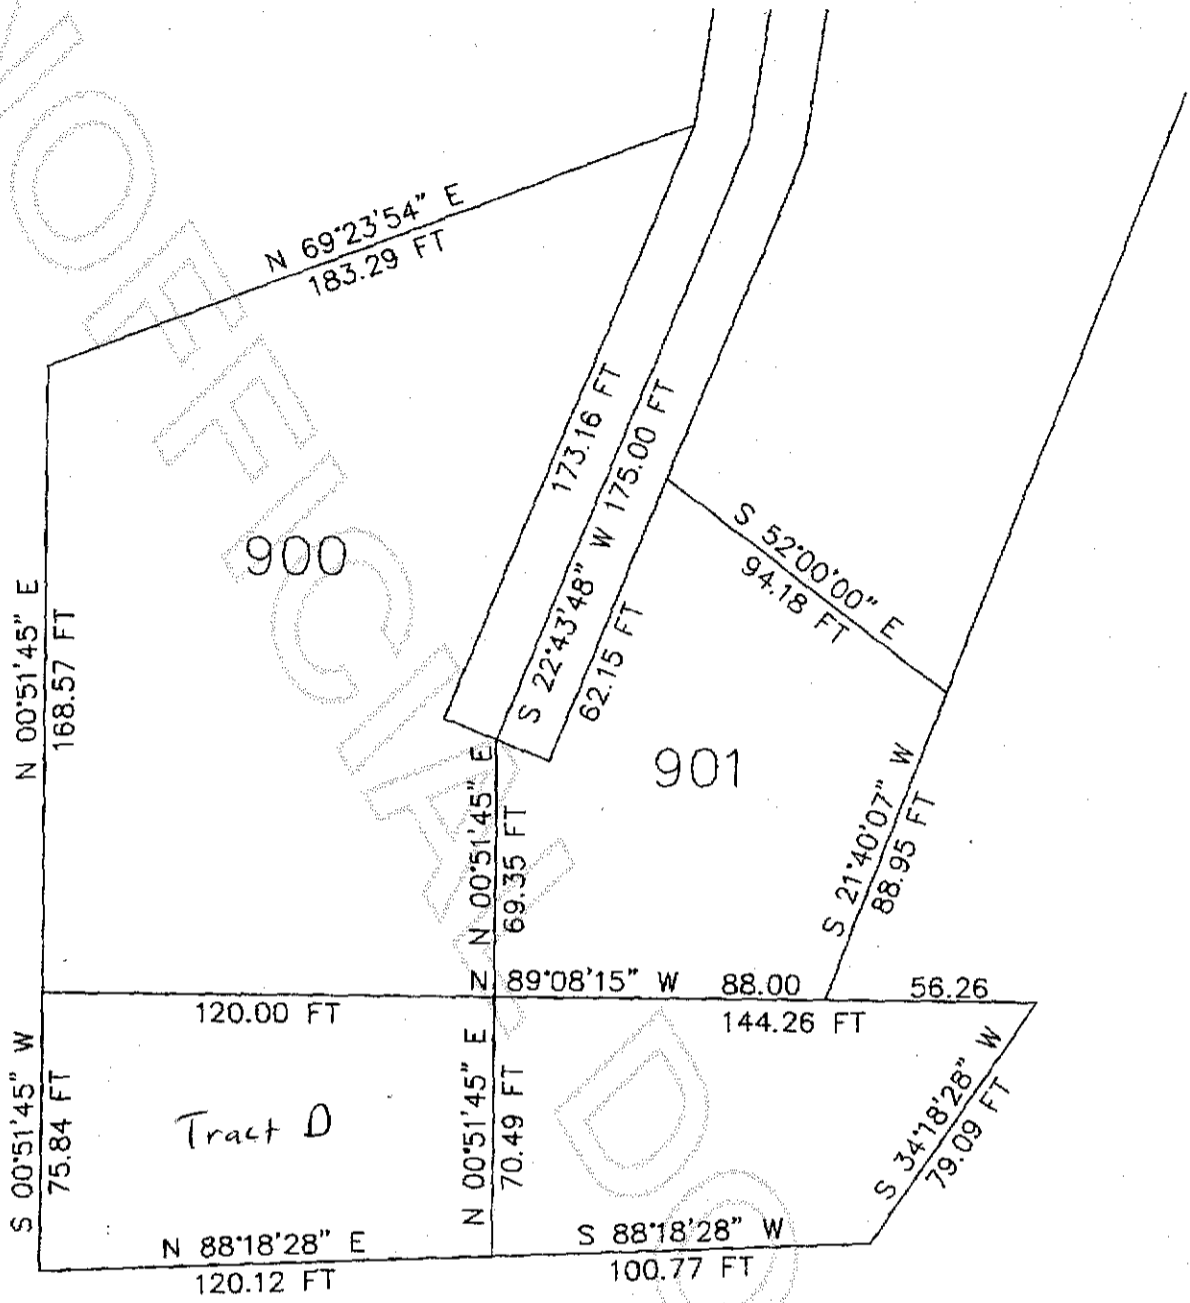 N 69°23'54" E
183.29 FT
173.16 FT
S 22°43'48" W 175.00 FT
62.15 FT
S 52°00'00" E
94.18 FT
900
N 00°51'45" E
168.57 FT
901
N 00°51'45" E
69.35 FT
S 21°40'07" W
88.95 FT
N 89°08'15" W 88.00 56.26
120.00 FT
144.26 FT
S 00°51'45" W
75.84 FT
Tract D
N 00°51'45" E
70.49 FT
S 34°18'28" W
79.09 FT
N 88°18'28" E
120.12 FT
S 88°18'28" W
100.77 FT